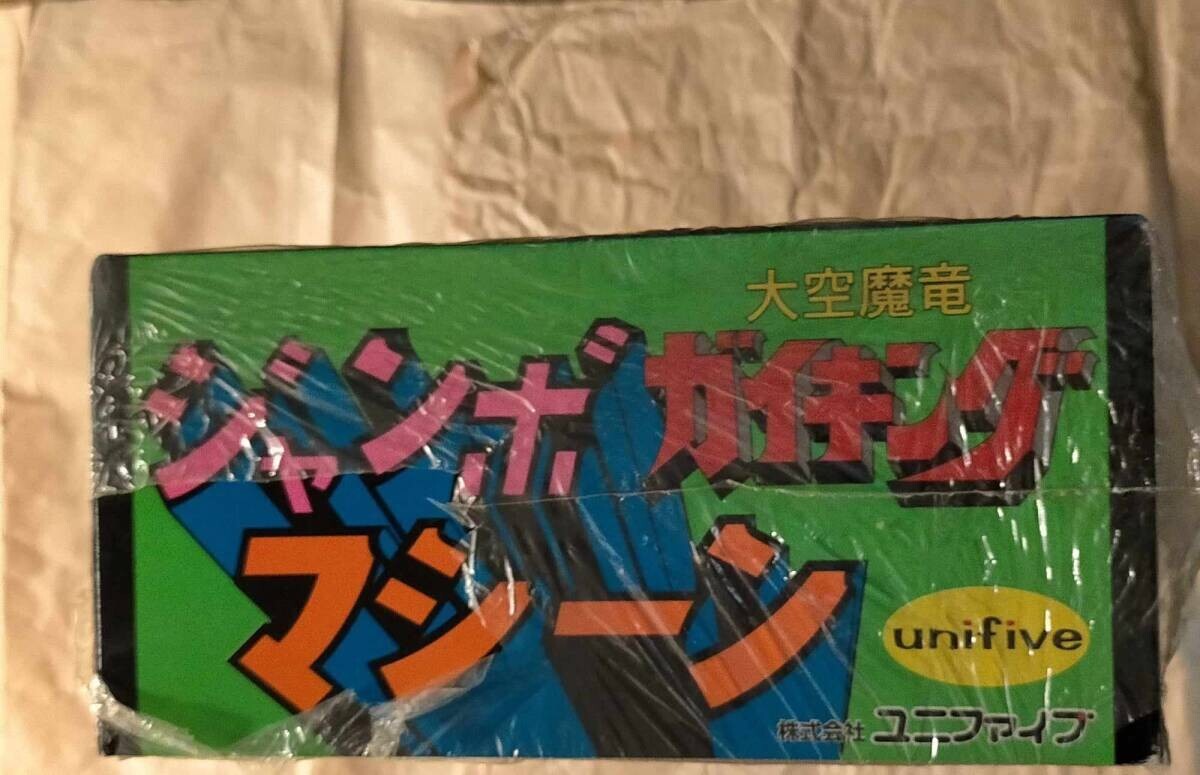 大空魔竜
ジャンボ ガイキング
マシーン
unifive
株式会社 ユニファイブ